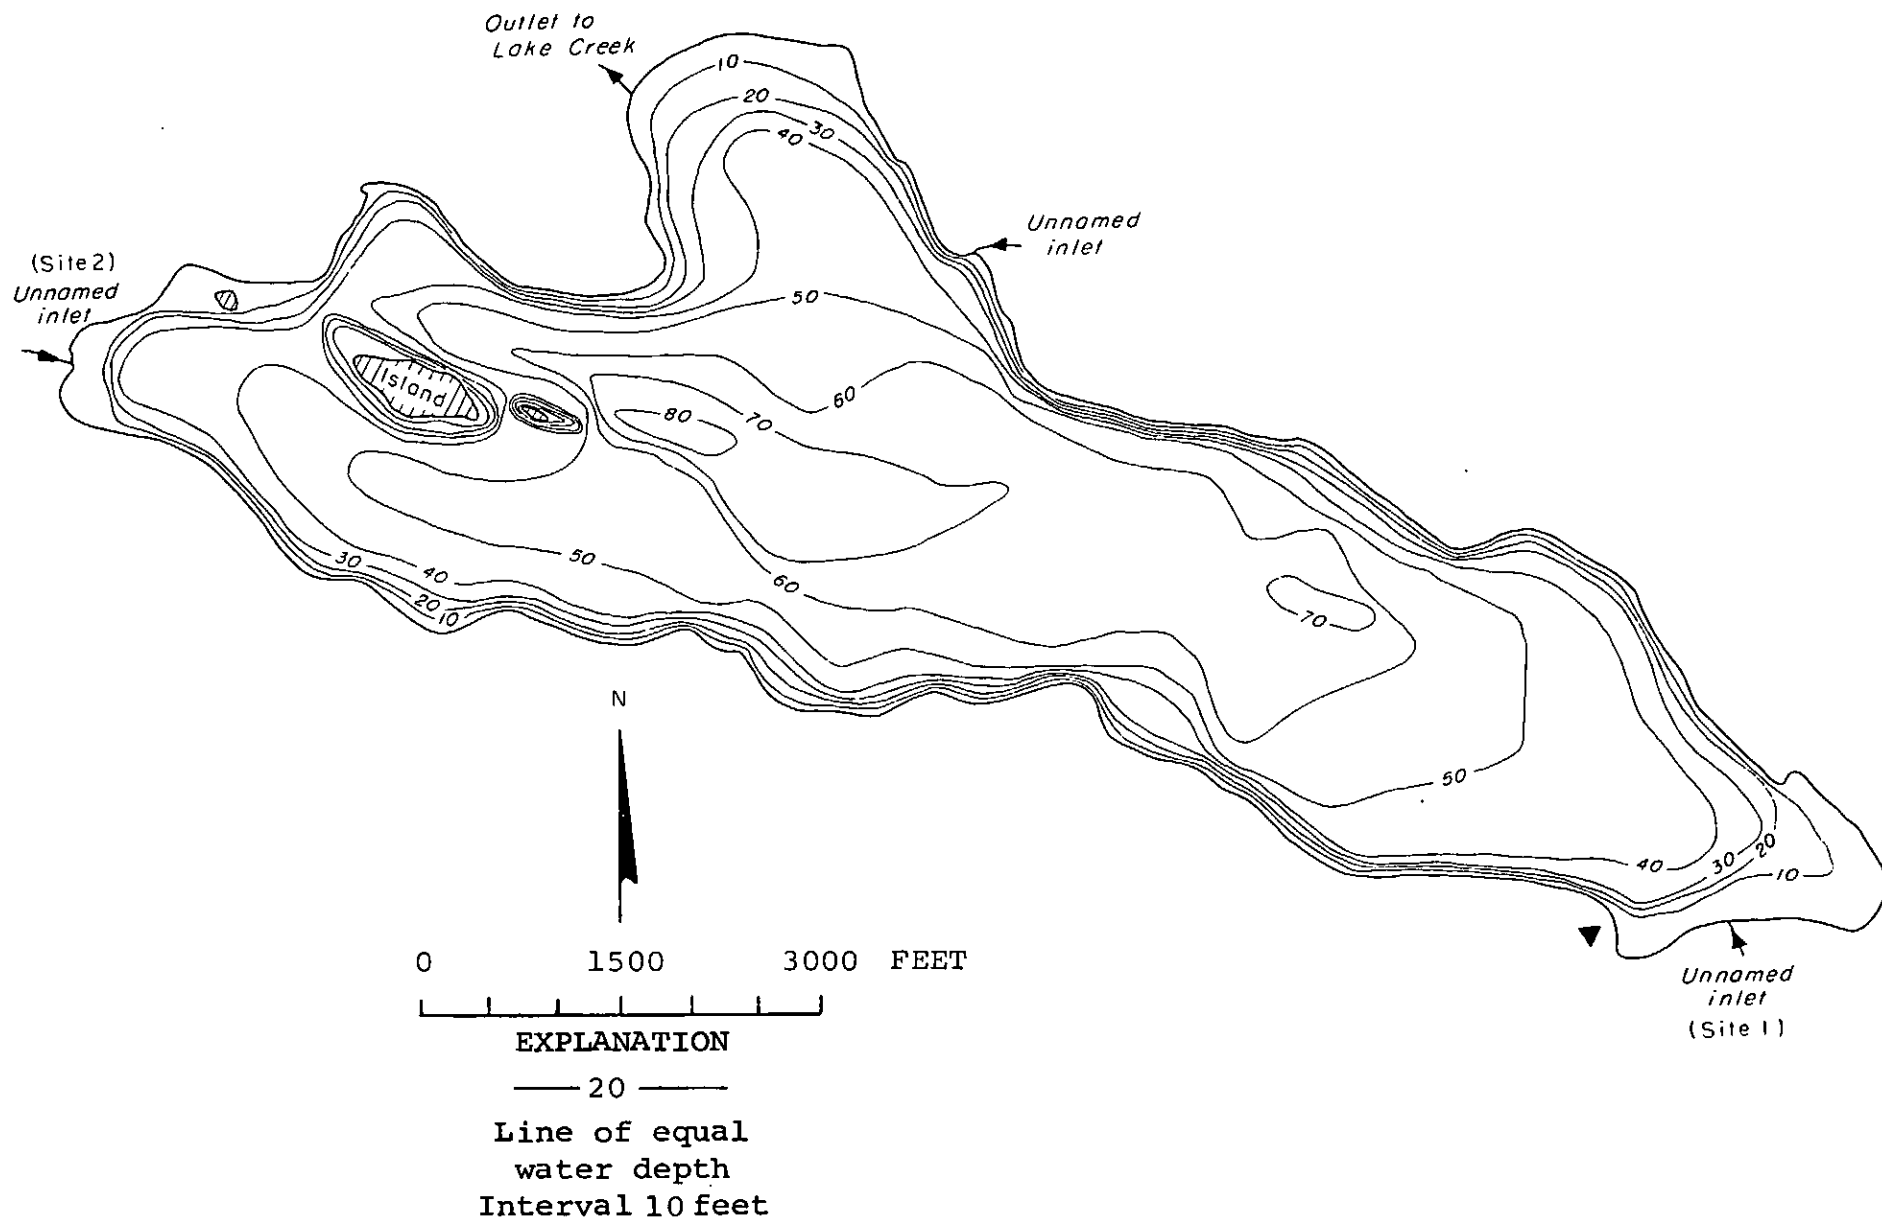 Outlet to
Lake Creek
10
20
30
40
Unnamed
inlet
(Site 2)
Unnamed
inlet
Island
50
60
80
70
50
60
30
40
20
10
70
50
40
30
20
10
N
Unnamed
inlet
(Site 1)
0 1500 3000 FEET
EXPLANATION
20
Line of equal
water depth
Interval 10 feet